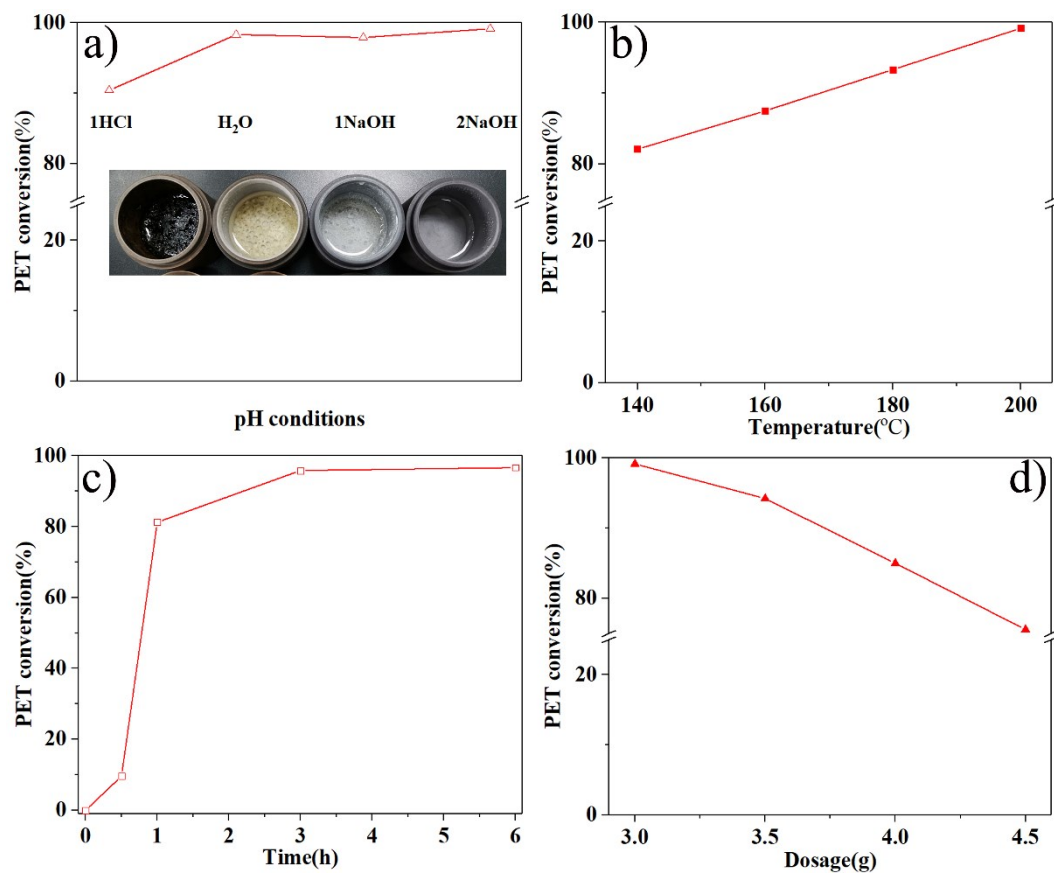 a)
PET conversion(%)
100
80
20
0
1HCl
H₂O
1NaOH
2NaOH
pH conditions
b)
PET conversion(%)
100
80
20
0
140
160
180
200
Temperature(°C)
c)
PET conversion(%)
100
80
60
40
20
0
0
1
2
3
4
5
6
Time(h)
d)
PET conversion(%)
100
80
20
0
3.0
3.5
4.0
4.5
Dosage(g)